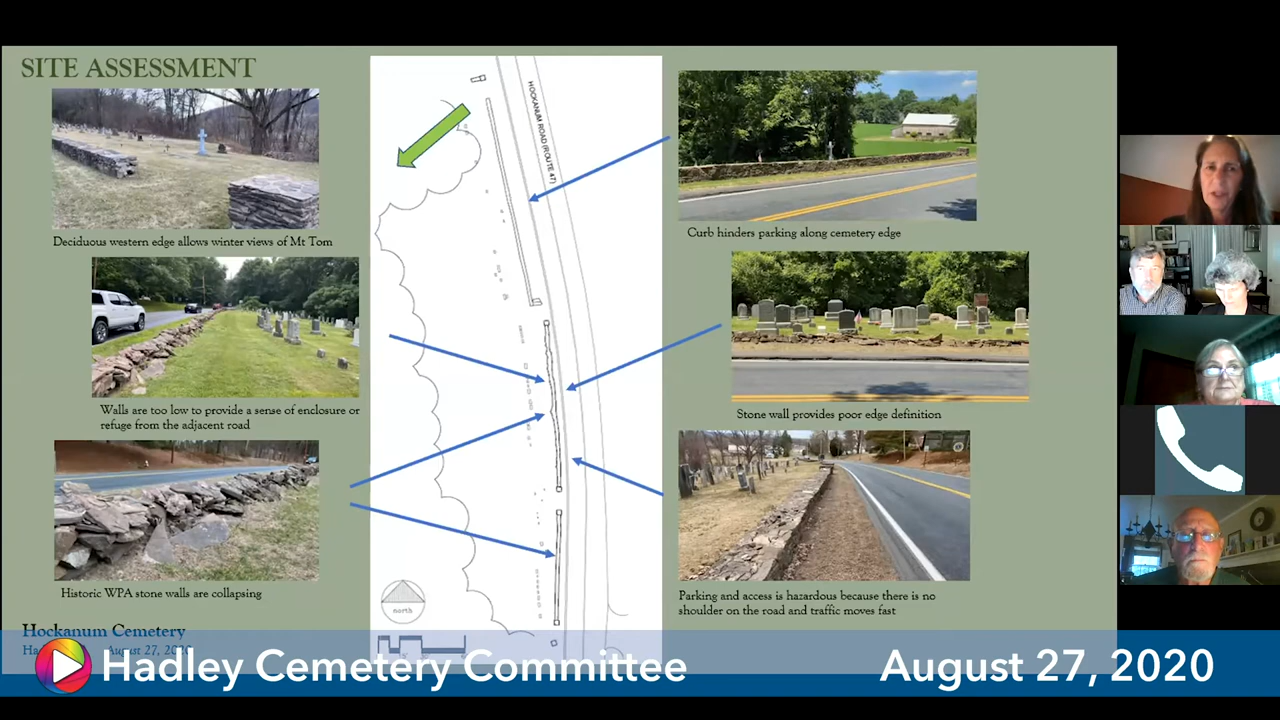 SITE ASSESSMENT
Deciduous western edge allows winter views of Mt Tom
Walls are too low to provide a sense of enclosure or
refuge from the adjacent road
Historic WPA stone walls are collapsing
HOCKANUM ROAD (ROUTE 47)
north
Curb hinders parking along cemetery edge
Stone wall provides poor edge definition
Parking and access is hazardous because there is no
shoulder on the road and traffic moves fast
Hockanum Cemetery
August 27, 2020
Hadley Cemetery Committee
August 27, 2020